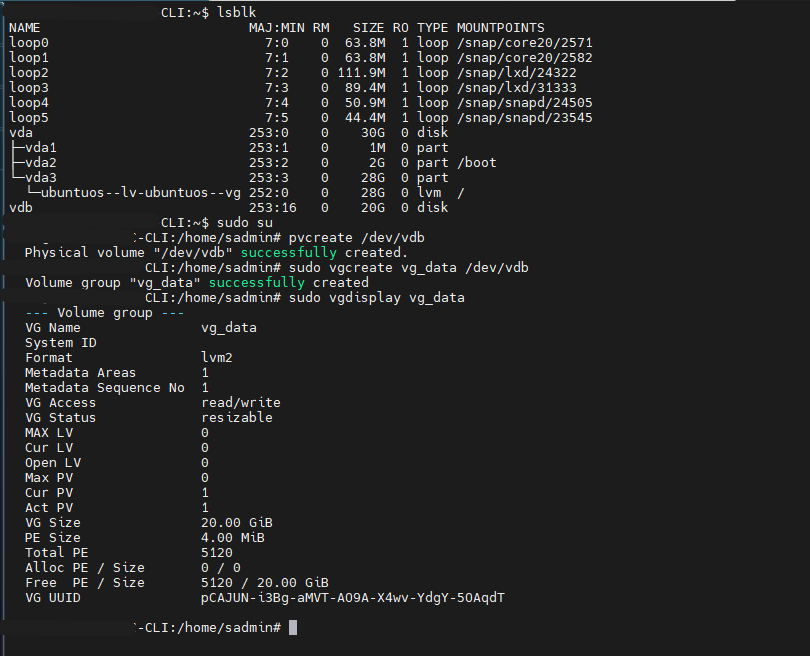 CLI:~$ lsblk
NAME                          MAJ:MIN RM   SIZE RO TYPE MOUNTPOINTS
loop0                           7:0    0  63.8M  1 loop /snap/core20/2571
loop1                           7:1    0  63.8M  1 loop /snap/core20/2582
loop2                           7:2    0 111.9M  1 loop /snap/lxd/24322
loop3                           7:3    0  89.4M  1 loop /snap/lxd/31333
loop4                           7:4    0  50.9M  1 loop /snap/snapd/24505
loop5                           7:5    0  44.4M  1 loop /snap/snapd/23545
vda                           253:0    0    30G  0 disk
├─vda1                        253:1    0     1M  0 part
├─vda2                        253:2    0     2G  0 part /boot
└─vda3                        253:3    0    28G  0 part
  └─ubuntuos--lv-ubuntuos--vg 252:0    0    28G  0 lvm  /
vdb                           253:16   0    20G  0 disk
CLI:~$ sudo su
-CLI:/home/sadmin# pvcreate /dev/vdb
  Physical volume "/dev/vdb" successfully created.
CLI:/home/sadmin# sudo vgcreate vg_data /dev/vdb
  Volume group "vg_data" successfully created
CLI:/home/sadmin# sudo vgdisplay vg_data
  --- Volume group ---
  VG Name               vg_data
  System ID
  Format                lvm2
  Metadata Areas        1
  Metadata Sequence No  1
  VG Access             read/write
  VG Status             resizable
  MAX LV                0
  Cur LV                0
  Open LV               0
  Max PV                0
  Cur PV                1
  Act PV                1
  VG Size               20.00 GiB
  PE Size               4.00 MiB
  Total PE              5120
  Alloc PE / Size       0 / 0
  Free  PE / Size       5120 / 20.00 GiB
  VG UUID               pCAJUN-i3Bg-aMVT-AO9A-X4wv-YdgY-5OAqdT
-CLI:/home/sadmin#